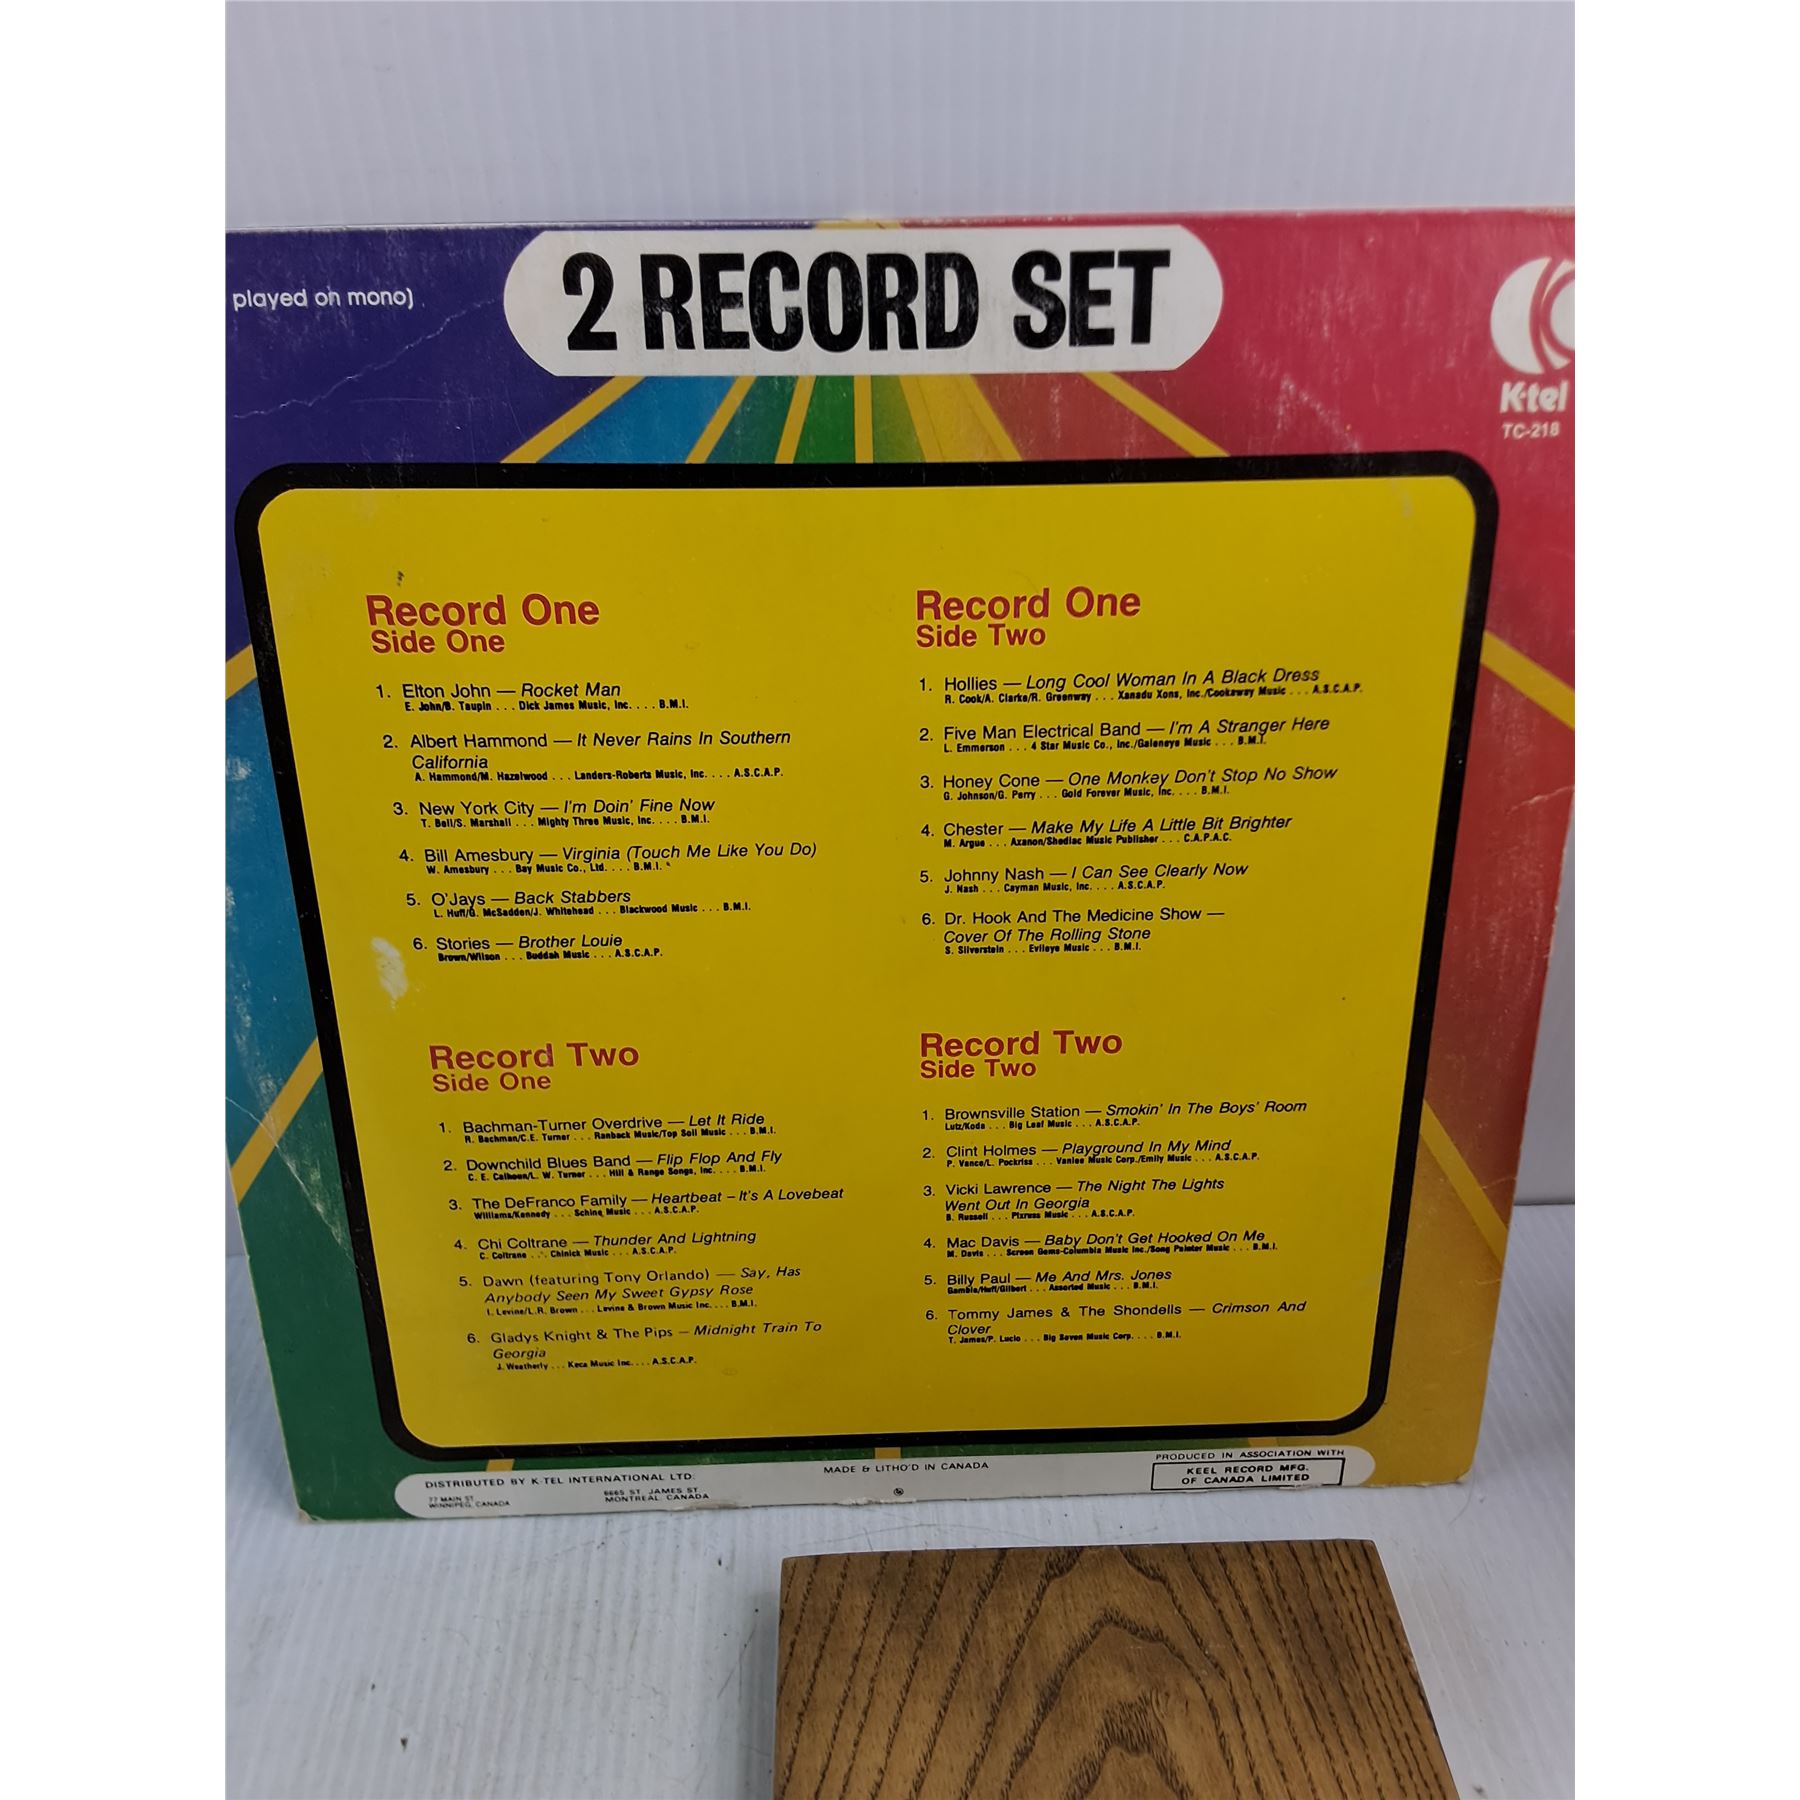 played on mono)
2 RECORD SET
K-tel
TC-218
Record One
Side One
1. Elton John — Rocket Man
E. John/B. Taupin . . . Dick James Music, Inc. . . . B.M.I.
2. Albert Hammond — It Never Rains In Southern
California
A. Hammond/M. Hazelwood . . . Landers-Roberts Music, Inc. . . . A.S.C.A.P.
3. New York City — I'm Doin' Fine Now
T. Bell/S. Marshall . . . Mighty Three Music, Inc. . . . B.M.I.
4. Bill Amesbury — Virginia (Touch Me Like You Do)
W. Amesbury . . . Bay Music Co., Ltd. . . . B.M.I.
5. O'Jays — Back Stabbers
L. Huff/G. McSadden/J. Whitehead . . . Blackwood Music . . . B.M.I.
6. Stories — Brother Louie
Brown/Wilson . . . Buddah Music . . . A.S.C.A.P.
Record One
Side Two
1. Hollies — Long Cool Woman In A Black Dress
R. Cook/A. Clarke/R. Greenway . . . Xanadu Xons, Inc./Cookaway Music . . . A.S.C.A.P.
2. Five Man Electrical Band — I'm A Stranger Here
L. Emmerson . . . 4 Star Music Co., Inc./Galeneye Music . . . B.M.I.
3. Honey Cone — One Monkey Don't Stop No Show
G. Johnson/G. Perry . . . Gold Forever Music, Inc. . . . B.M.I.
4. Chester — Make My Life A Little Bit Brighter
M. Argue . . . Axanon/Shediac Music Publisher . . . C.A.P.A.C.
5. Johnny Nash — I Can See Clearly Now
J. Nash . . . Cayman Music, Inc. . . . A.S.C.A.P.
6. Dr. Hook And The Medicine Show —
Cover Of The Rolling Stone
S. Silverstein . . . Evileye Music . . . B.M.I.
Record Two
Side One
1. Bachman-Turner Overdrive — Let It Ride
R. Bachman/C.E. Turner . . . Ranback Music/Top Soil Music . . . B.M.I.
2. Downchild Blues Band — Flip Flop And Fly
C. E. Calhoun/L. W. Turner . . . Hill & Range Songs, Inc. . . . B.M.I.
3. The DeFranco Family — Heartbeat – It's A Lovebeat
Williams/Kennedy . . . Schine Music . . . A.S.C.A.P.
4. Chi Coltrane — Thunder And Lightning
C. Coltrane . . . Chinick Music . . . A.S.C.A.P.
5. Dawn (featuring Tony Orlando) — Say, Has
Anybody Seen My Sweet Gypsy Rose
I. Levine/L.R. Brown . . . Levine & Brown Music Inc. . . . B.M.I.
6. Gladys Knight & The Pips – Midnight Train To
Georgia
J. Weatherly . . . Keca Music Inc. . . . A.S.C.A.P.
Record Two
Side Two
1. Brownsville Station — Smokin' In The Boys' Room
Lutz/Koda . . . Big Leaf Music . . . A.S.C.A.P.
2. Clint Holmes — Playground In My Mind
P. Vance/L. Pockriss . . . Vanlee Music Corp./Emily Music . . . A.S.C.A.P.
3. Vicki Lawrence — The Night The Lights
Went Out In Georgia
B. Russell . . . Pixruss Music . . . A.S.C.A.P.
4. Mac Davis — Baby Don't Get Hooked On Me
M. Davis . . . Screen Gems-Columbia Music Inc./Song Painter Music . . . B.M.I.
5. Billy Paul — Me And Mrs. Jones
Gamble/Huff/Gilbert . . . Assorted Music . . . B.M.I.
6. Tommy James & The Shondells — Crimson And
Clover
T. James/P. Lucio . . . Big Seven Music Corp. . . . B.M.I.
DISTRIBUTED BY K-TEL INTERNATIONAL LTD.
77 MAIN ST.
WINNIPEG, CANADA
6665 ST. JAMES ST.
MONTREAL, CANADA
MADE & LITHO'D IN CANADA
PRODUCED IN ASSOCIATION WITH
KEEL RECORD MFG.
OF CANADA LIMITED